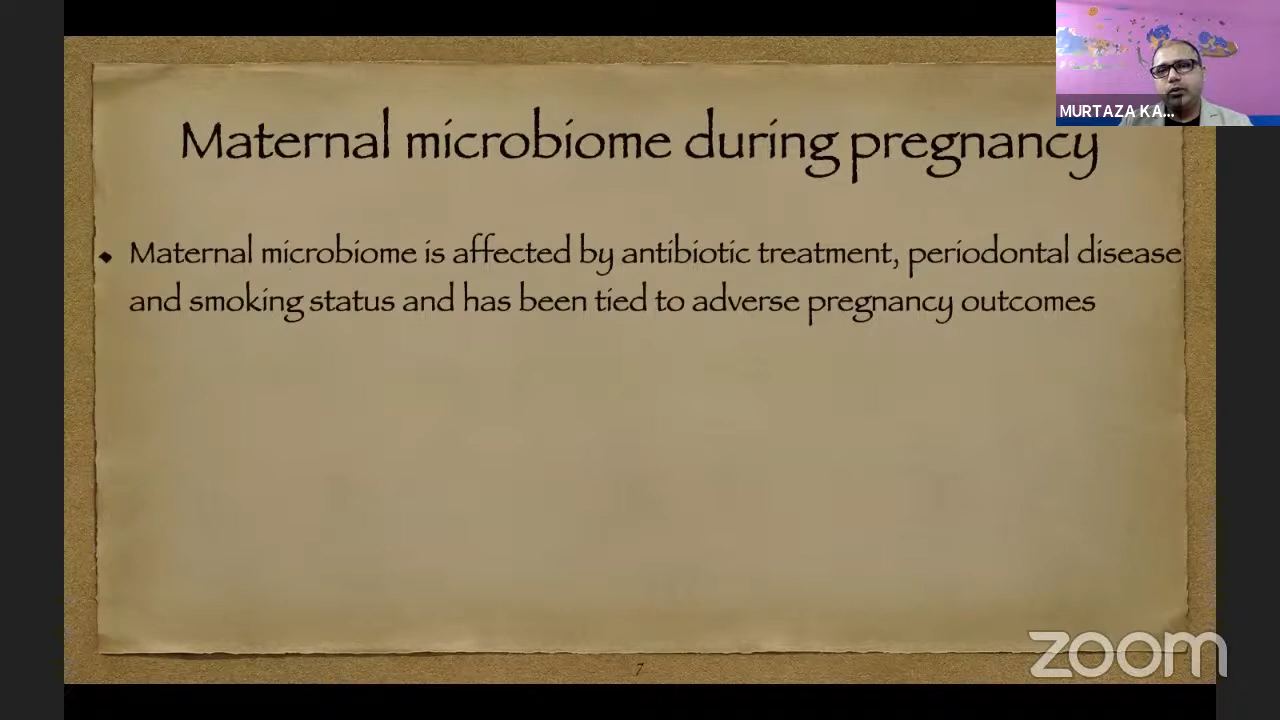 MURTAZA KA...
Maternal microbiome during pregnancy
Maternal microbiome is affected by antibiotic treatment, periodontal disease
and smoking status and has been tied to adverse pregnancy outcomes
7
zoom